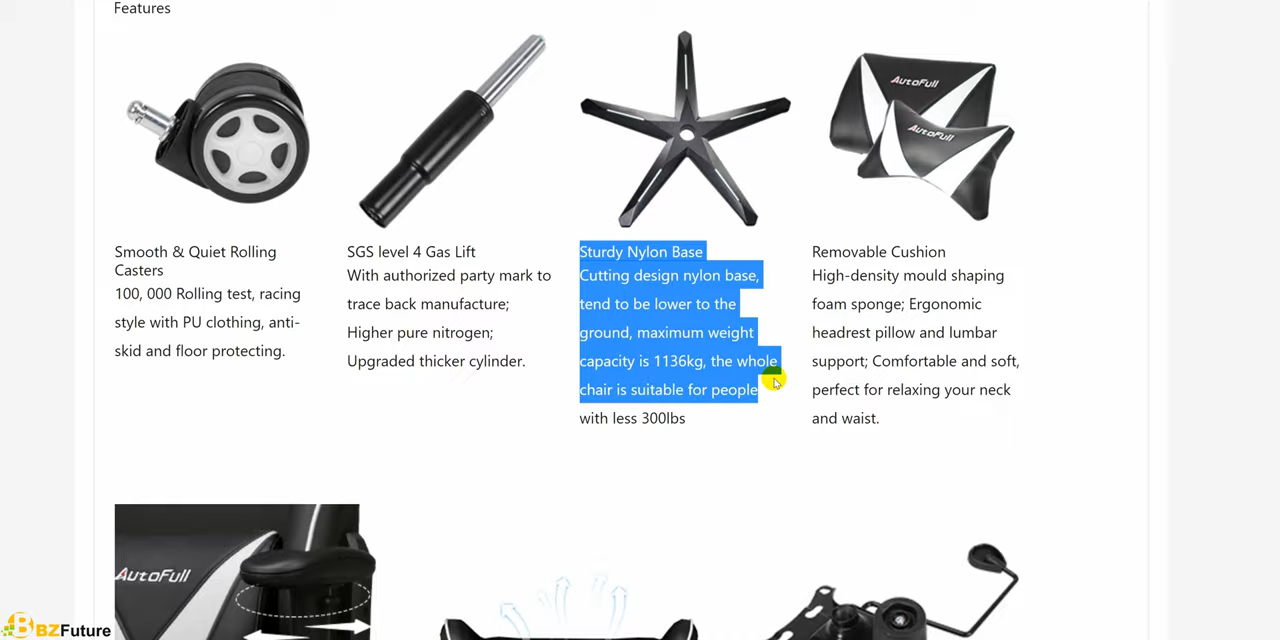 Features
AutoFull
AutoFull
Smooth & Quiet Rolling
Casters
100, 000 Rolling test, racing
style with PU clothing, anti-
skid and floor protecting.
SGS level 4 Gas Lift
With authorized party mark to
trace back manufacture;
Higher pure nitrogen;
Upgraded thicker cylinder.
Sturdy Nylon Base
Cutting design nylon base,
tend to be lower to the
ground, maximum weight
capacity is 1136kg, the whole
chair is suitable for people
with less 300lbs
Removable Cushion
High-density mould shaping
foam sponge; Ergonomic
headrest pillow and lumbar
support; Comfortable and soft,
perfect for relaxing your neck
and waist.
AutoFull
BZFuture